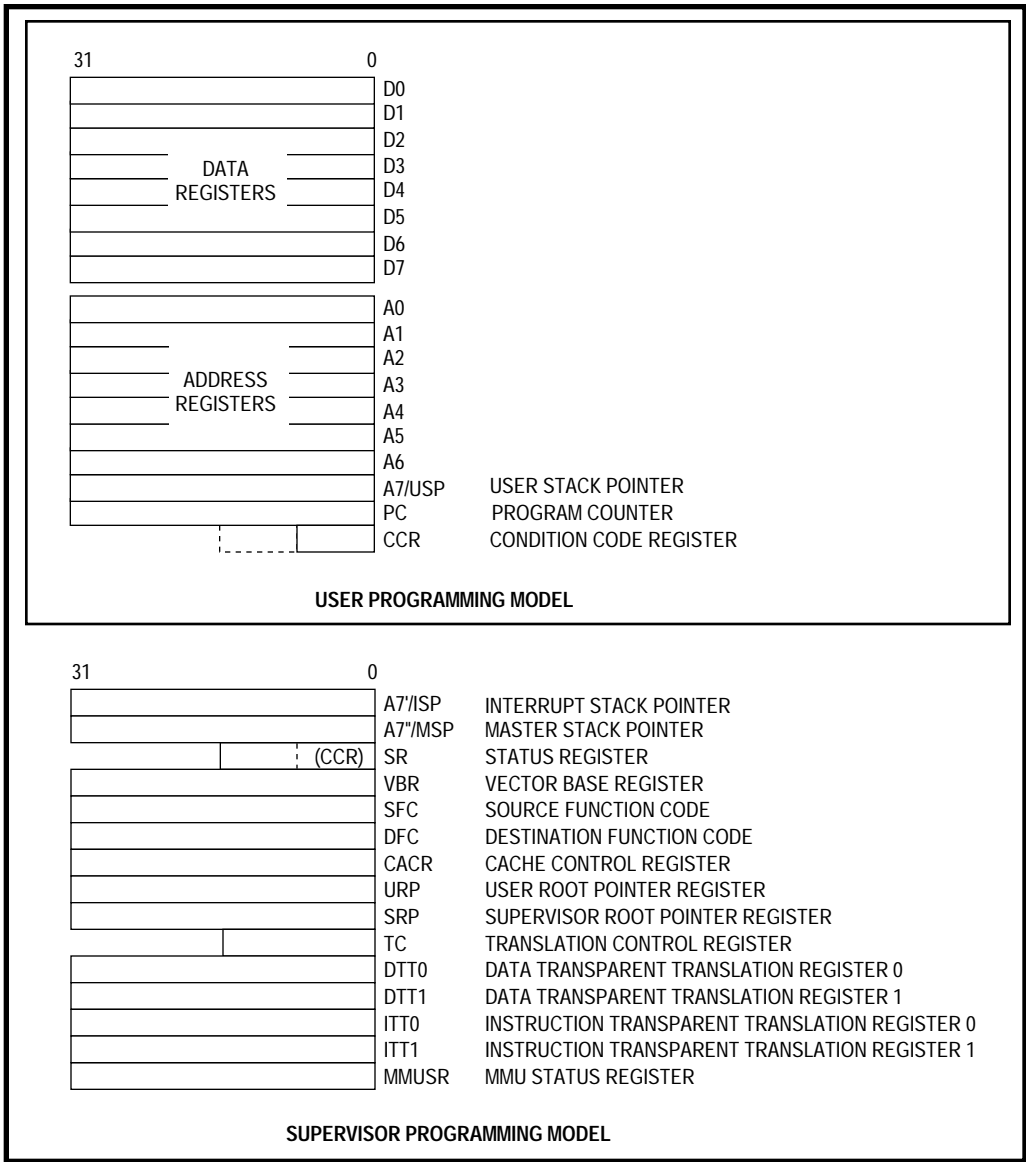 31 0
D0
D1
D2
D3
D4
D5
D6
D7
DATA
REGISTERS
A0
A1
A2
A3
A4
A5
A6
ADDRESS
REGISTERS
A7/USP USER STACK POINTER
PC PROGRAM COUNTER
CCR CONDITION CODE REGISTER
USER PROGRAMMING MODEL
31 0
A7'/ISP INTERRUPT STACK POINTER
A7"/MSP MASTER STACK POINTER
(CCR) SR STATUS REGISTER
VBR VECTOR BASE REGISTER
SFC SOURCE FUNCTION CODE
DFC DESTINATION FUNCTION CODE
CACR CACHE CONTROL REGISTER
URP USER ROOT POINTER REGISTER
SRP SUPERVISOR ROOT POINTER REGISTER
TC TRANSLATION CONTROL REGISTER
DTT0 DATA TRANSPARENT TRANSLATION REGISTER 0
DTT1 DATA TRANSPARENT TRANSLATION REGISTER 1
ITT0 INSTRUCTION TRANSPARENT TRANSLATION REGISTER 0
ITT1 INSTRUCTION TRANSPARENT TRANSLATION REGISTER 1
MMUSR MMU STATUS REGISTER
SUPERVISOR PROGRAMMING MODEL